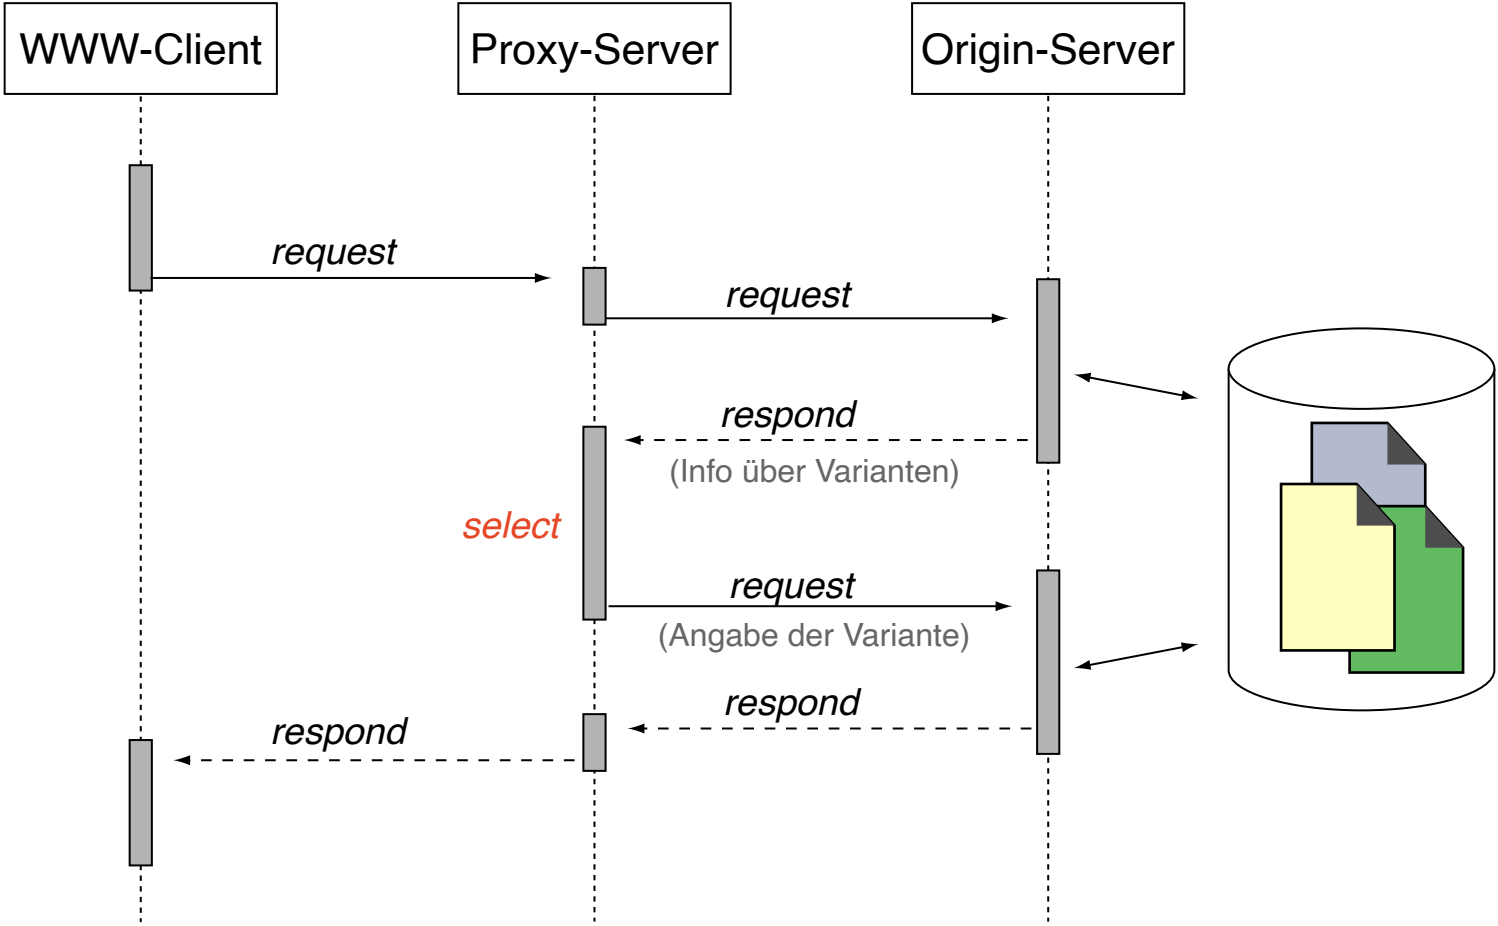 WWW-Client
Proxy-Server
Origin-Server
request
request
respond
(Info über Varianten)
select
request
(Angabe der Variante)
respond
respond